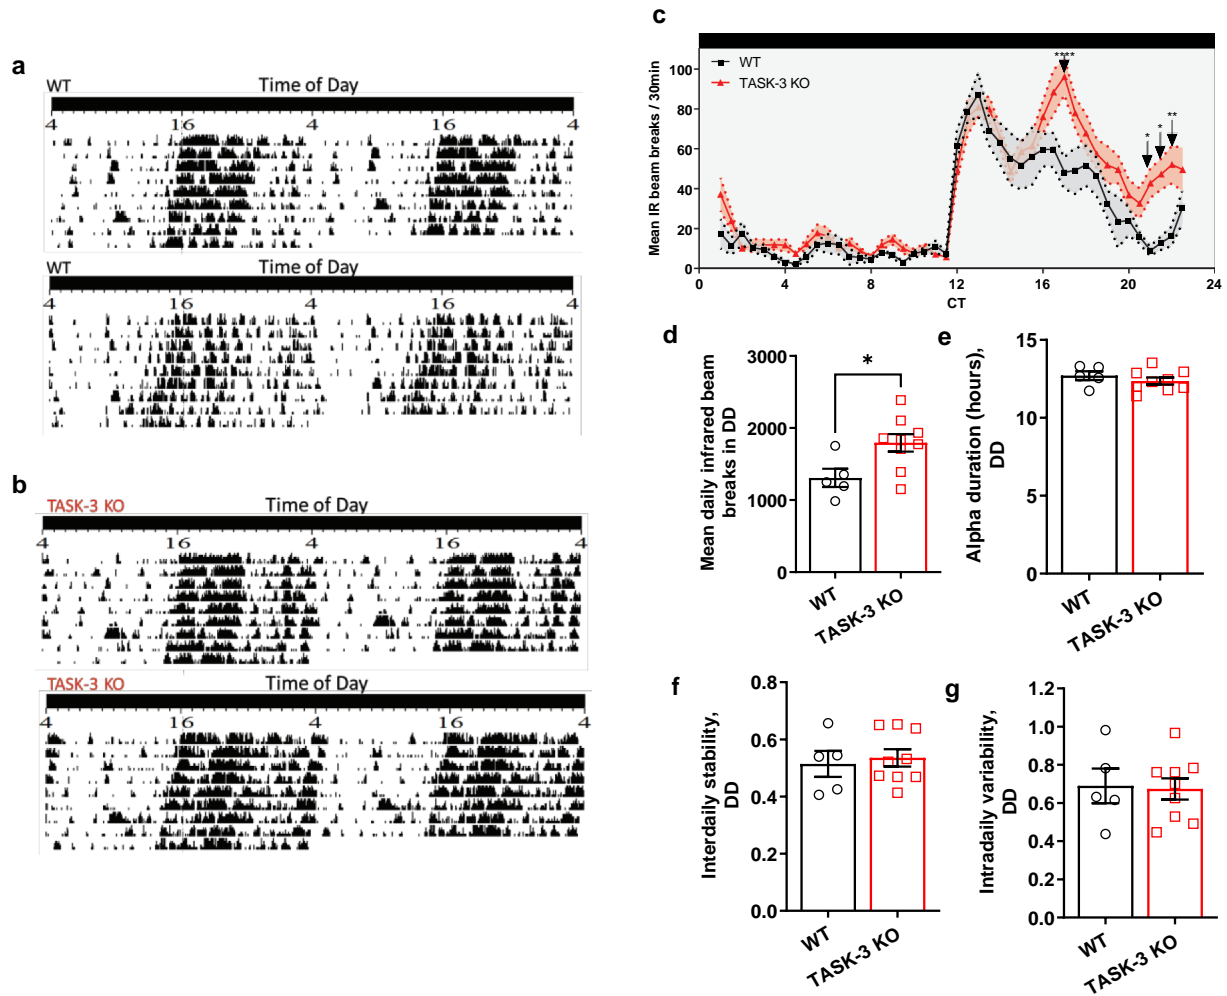 a
WT Time of Day
4 16 4 16 4
WT Time of Day
4 16 4 16 4
b
TASK-3 KO Time of Day
4 16 4 16 4
TASK-3 KO Time of Day
4 16 4 16 4
c
Mean IR beam breaks / 30min
100
80
60
40
20
0
WT
TASK-3 KO
****
*
*
**
0 4 8 12 16 20 24
CT
d
Mean daily infrared beam
breaks in DD
3000
2000
1000
0
*
WT
TASK-3 KO
e
Alpha duration (hours),
DD
15
10
5
0
WT
TASK-3 KO
f
Interdaily stability,
DD
0.8
0.6
0.4
0.2
0.0
WT
TASK-3 KO
g
Intradaily variability,
DD
1.2
1.0
0.8
0.6
0.4
0.2
0.0
WT
TASK-3 KO